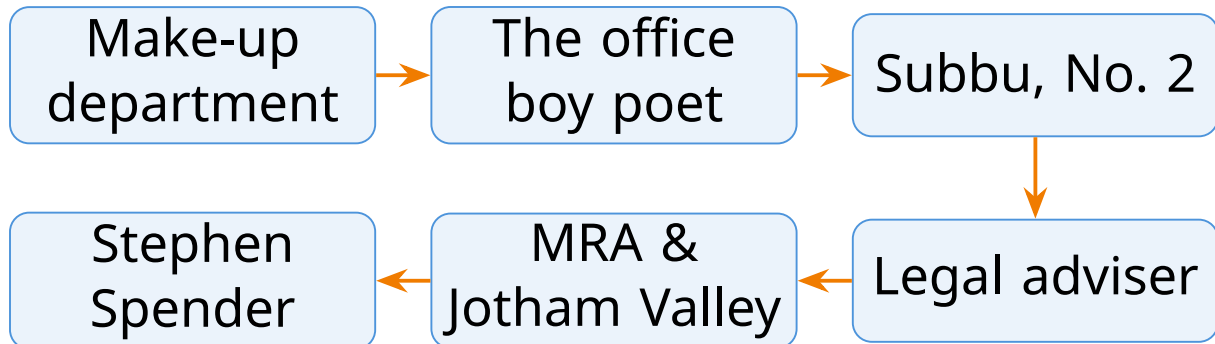 Make-up
department
The office
boy poet
Subbu, No. 2
Legal adviser
MRA &
Jotham Valley
Stephen
Spender